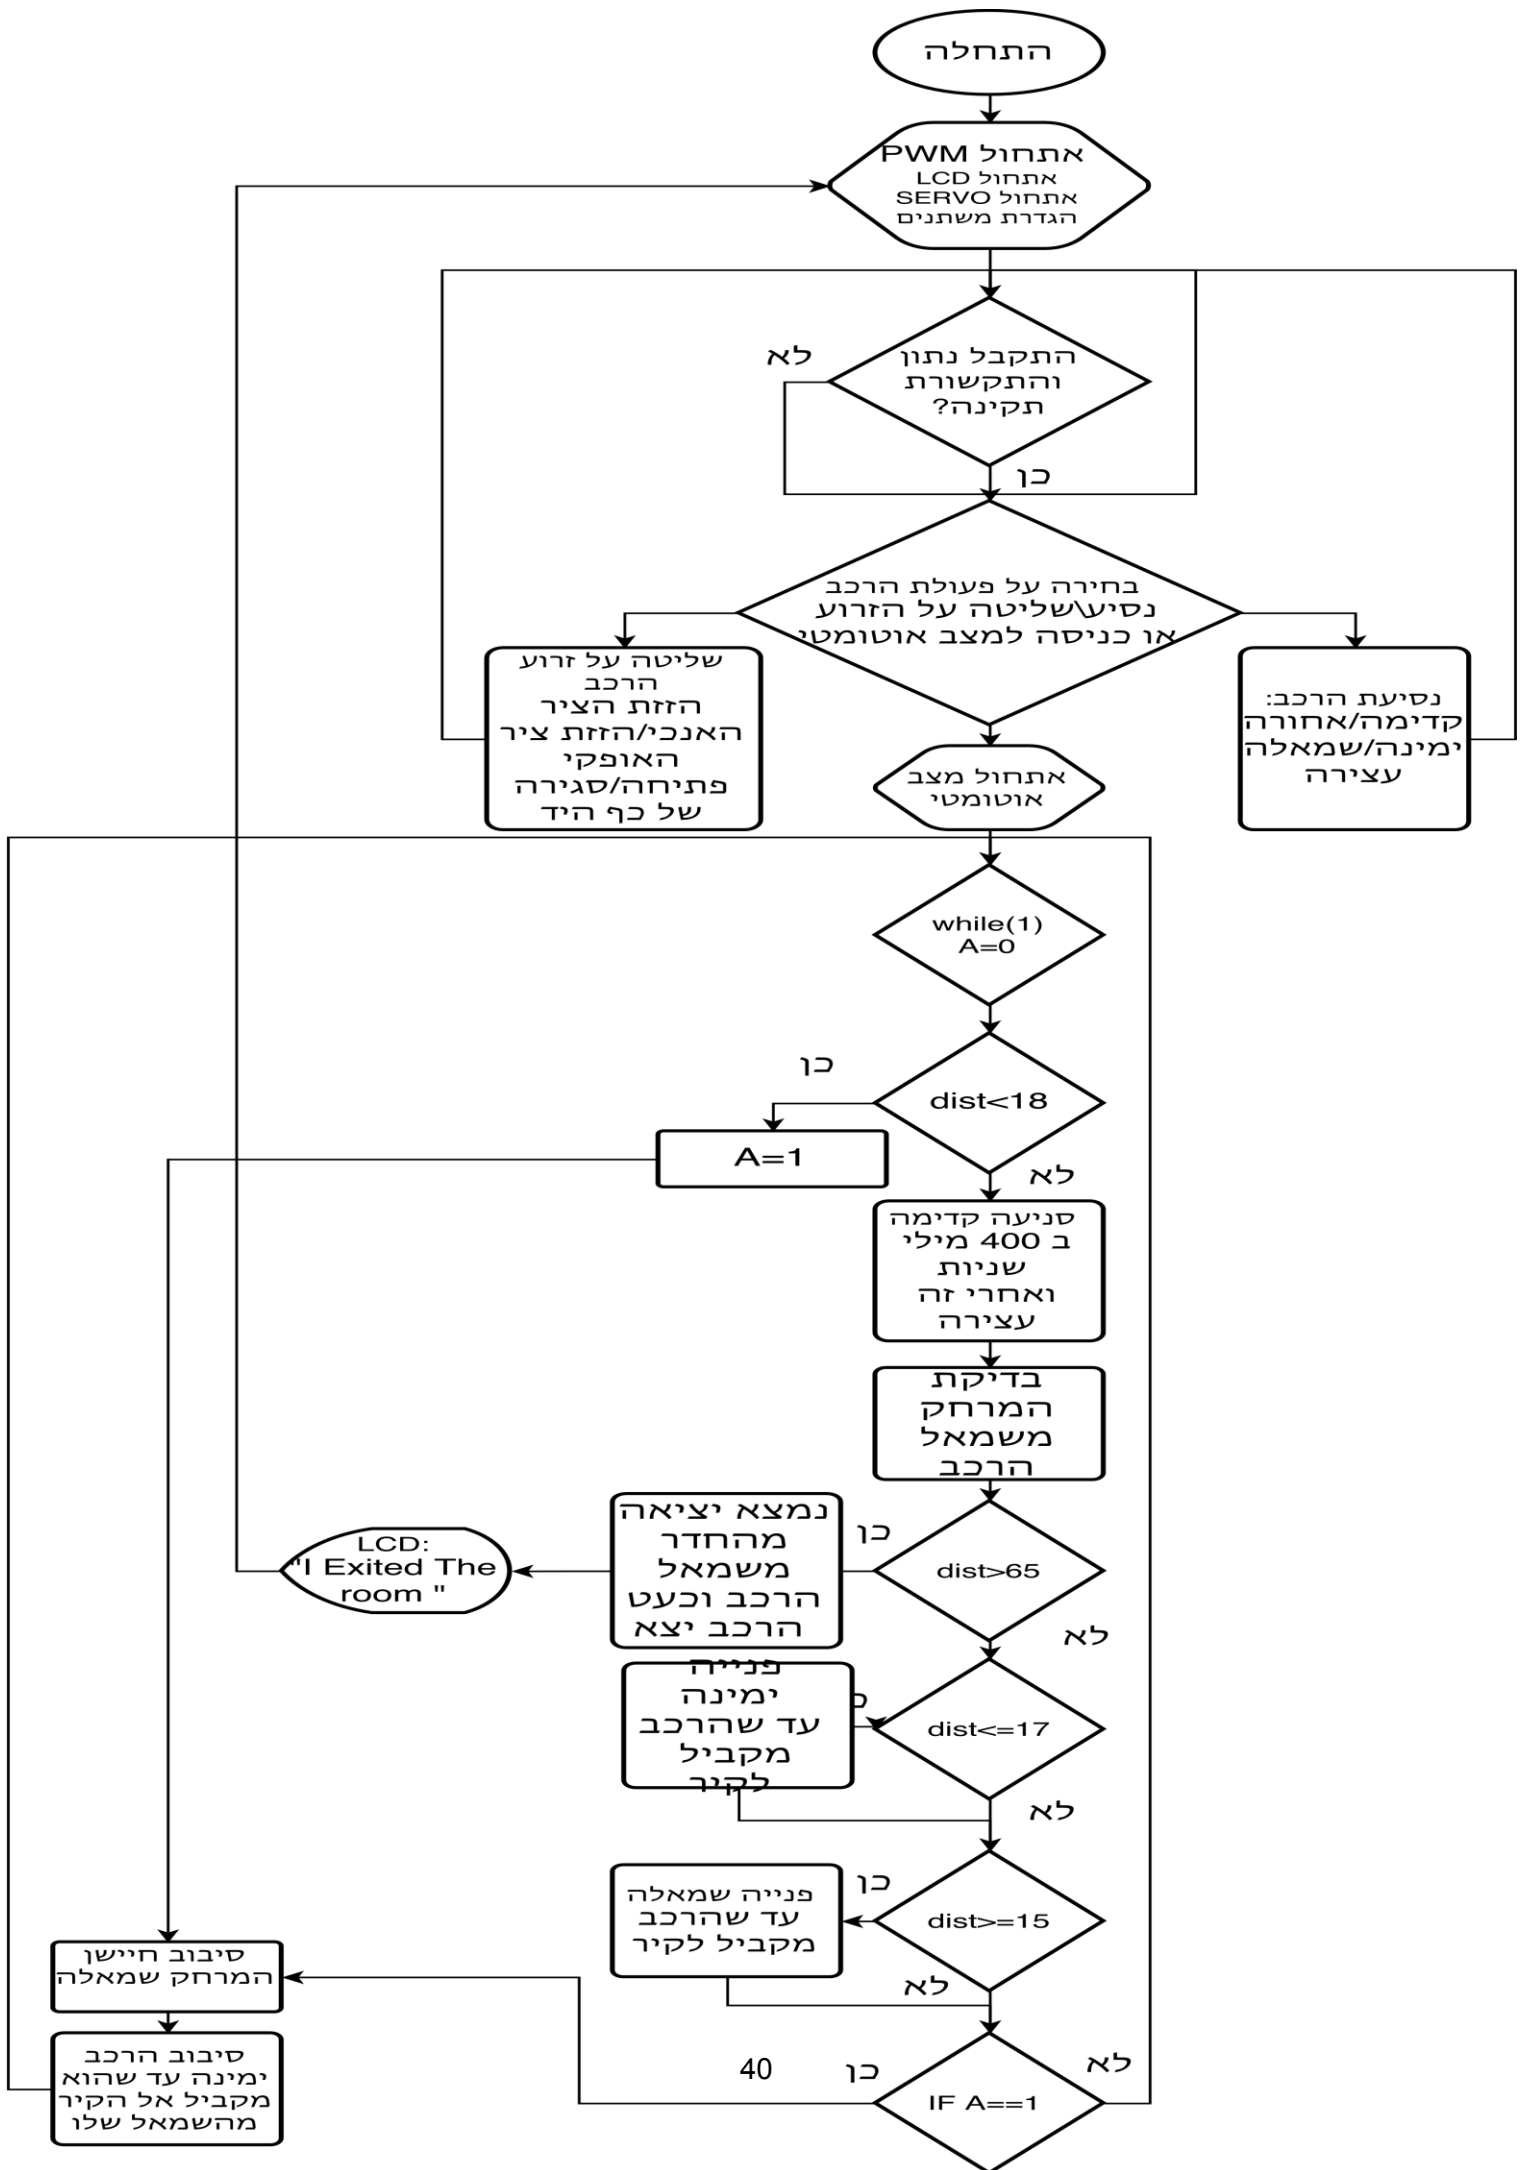 התחלה
אתחול PWM
אתחול LCD
אתחול SERVO
הגדרת משתנים
התקבל נתון
והתקשורת
תקינה?
לא
כן
בחירה על פעולת הרכב
נסיע\שליטה על הזרוע
או כניסה למצב אוטומטי
שליטה על זרוע
הרכב
הזזת הציר
האנכי/הזזת ציר
האופקי
פתיחה/סגירה
של כף היד
נסיעת הרכב:
קדימה/אחורה
ימינה/שמאלה
עצירה
אתחול מצב
אוטומטי
while(1)
A=0
dist<18
כן
A=1
לא
סניעה קדימה
ב 400 מילי
שניות
ואחרי זה
עצירה
בדיקת
המרחק
משמאל
הרכב
dist>65
כן
נמצא יציאה
מהחדר
משמאל
הרכב וכעט
הרכב יצא
LCD:
"I Exited The
room "
לא
dist<=17
פנייה
ימינה
עד שהרכב
מקביל
לקיר
לא
dist>=15
כן
פנייה שמאלה
עד שהרכב
מקביל לקיר
לא
IF A==1
כן
לא
סיבוב חיישן
המרחק שמאלה
סיבוב הרכב
ימינה עד שהוא
מקביל אל הקיר
מהשמאל שלו
40